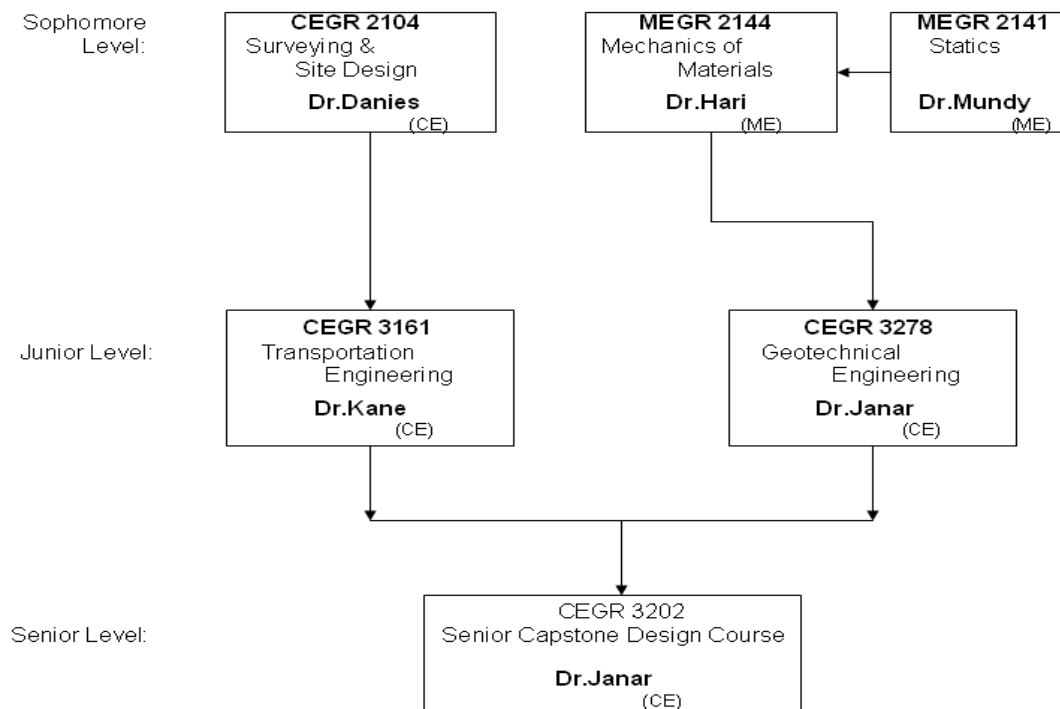 Sophomore
Level:
CEGR 2104
Surveying &
Site Design
Dr.Danies
(CE)
MEGR 2144
Mechanics of
Materials
Dr.Hari
(ME)
MEGR 2141
Statics
Dr.Mundy
(ME)
Junior Level:
CEGR 3161
Transportation
Engineering
Dr.Kane
(CE)
CEGR 3278
Geotechnical
Engineering
Dr.Janar
(CE)
Senior Level:
CEGR 3202
Senior Capstone Design Course
Dr.Janar
(CE)